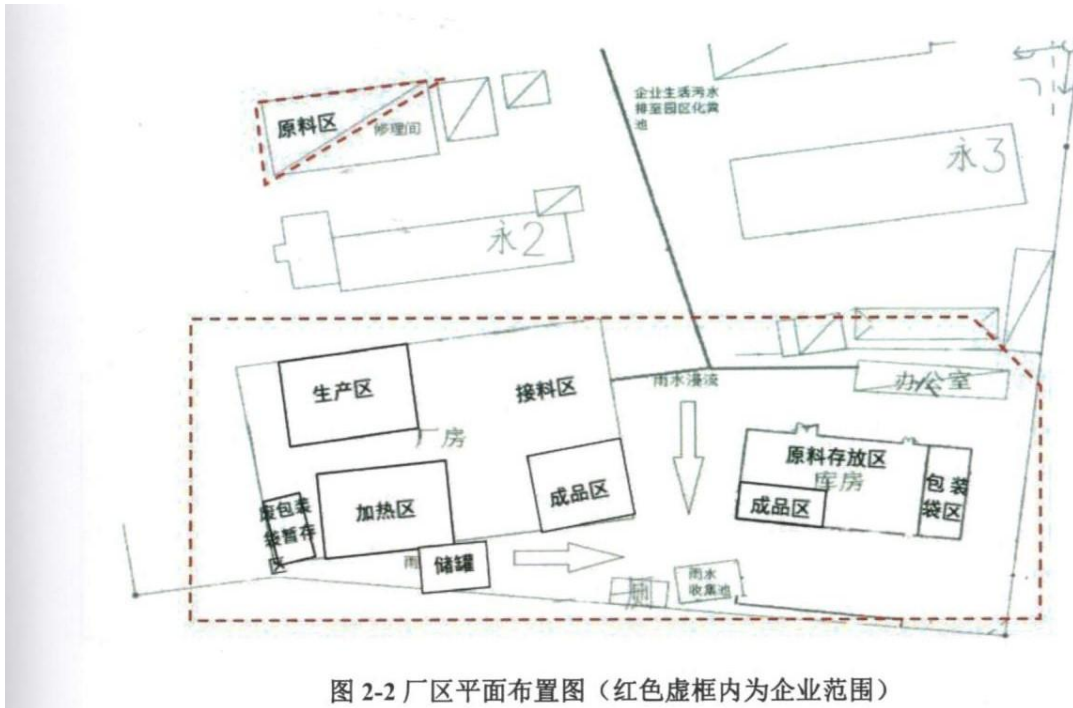 企业生活污水
排至园区化粪
池
原料区
修理间
永3
永2
雨水漫流
办公室
生产区
接料区
厂房
原料存放区
库房
包装
袋区
成品区
成品区
加热区
废包装
袋暂存
区
雨
储罐
厕
雨水
收集池
图 2-2 厂区平面布置图（红色虚框内为企业范围）